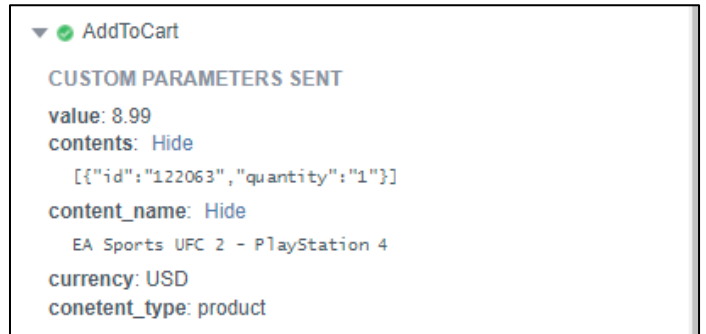 AddToCart
CUSTOM PARAMETERS SENT
value: 8.99
contents: Hide
[{"id":"122063","quantity":"1"}]
content_name: Hide
EA Sports UFC 2 - PlayStation 4
currency: USD
conetent_type: product